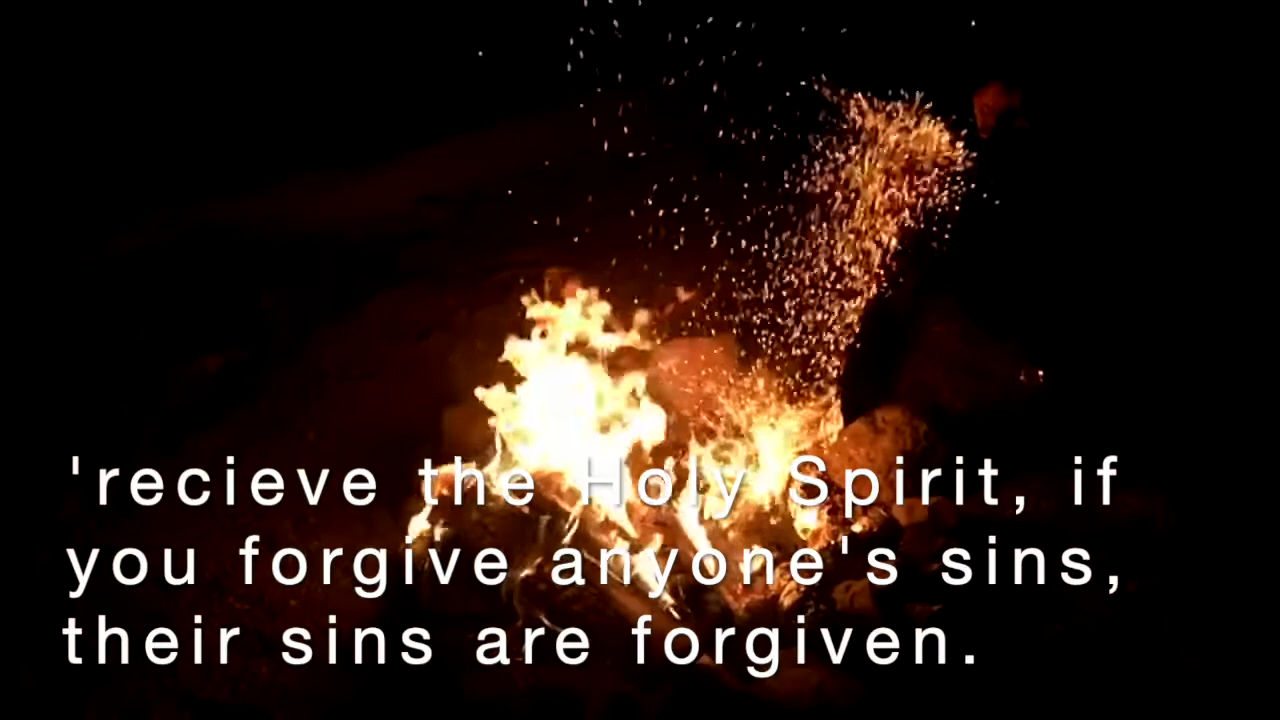 'recieve the Holy Spirit, if
you forgive anyone's sins,
their sins are forgiven.